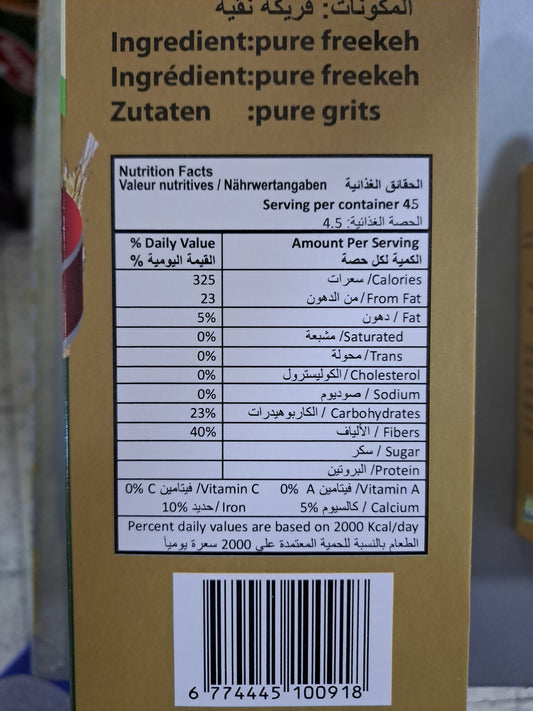 المكونات: فريكة نقية
Ingredient:pure freekeh
Ingrédient:pure freekeh
Zutaten :pure grits
Nutrition Facts
Valeur nutritives / Nährwertangaben الحقائق الغذائية
Serving per container 45
الحصة الغذائية: 4.5
% Daily Value Amount Per Serving
القيمة اليومية % الكمية لكل حصة
325 سعرات /Calories
23 من الدهون /From Fat
5% دهون / Fat
0% مشبعة /Saturated
0% محولة /Trans
0% الكوليسترول /Cholesterol
0% صوديوم / Sodium
23% الكاربوهيدرات / Carbohydrates
40% الألياف / Fibers
سكر / Sugar
البروتين /Protein
0% C فيتامين /Vitamin C 0% A فيتامين /Vitamin A
10% حديد /Iron 5% كالسيوم / Calcium
Percent daily values are based on 2000 Kcal/day
الطعام بالنسبة للحمية المعتمدة على 2000 سعرة يومياً
6 774445 100918